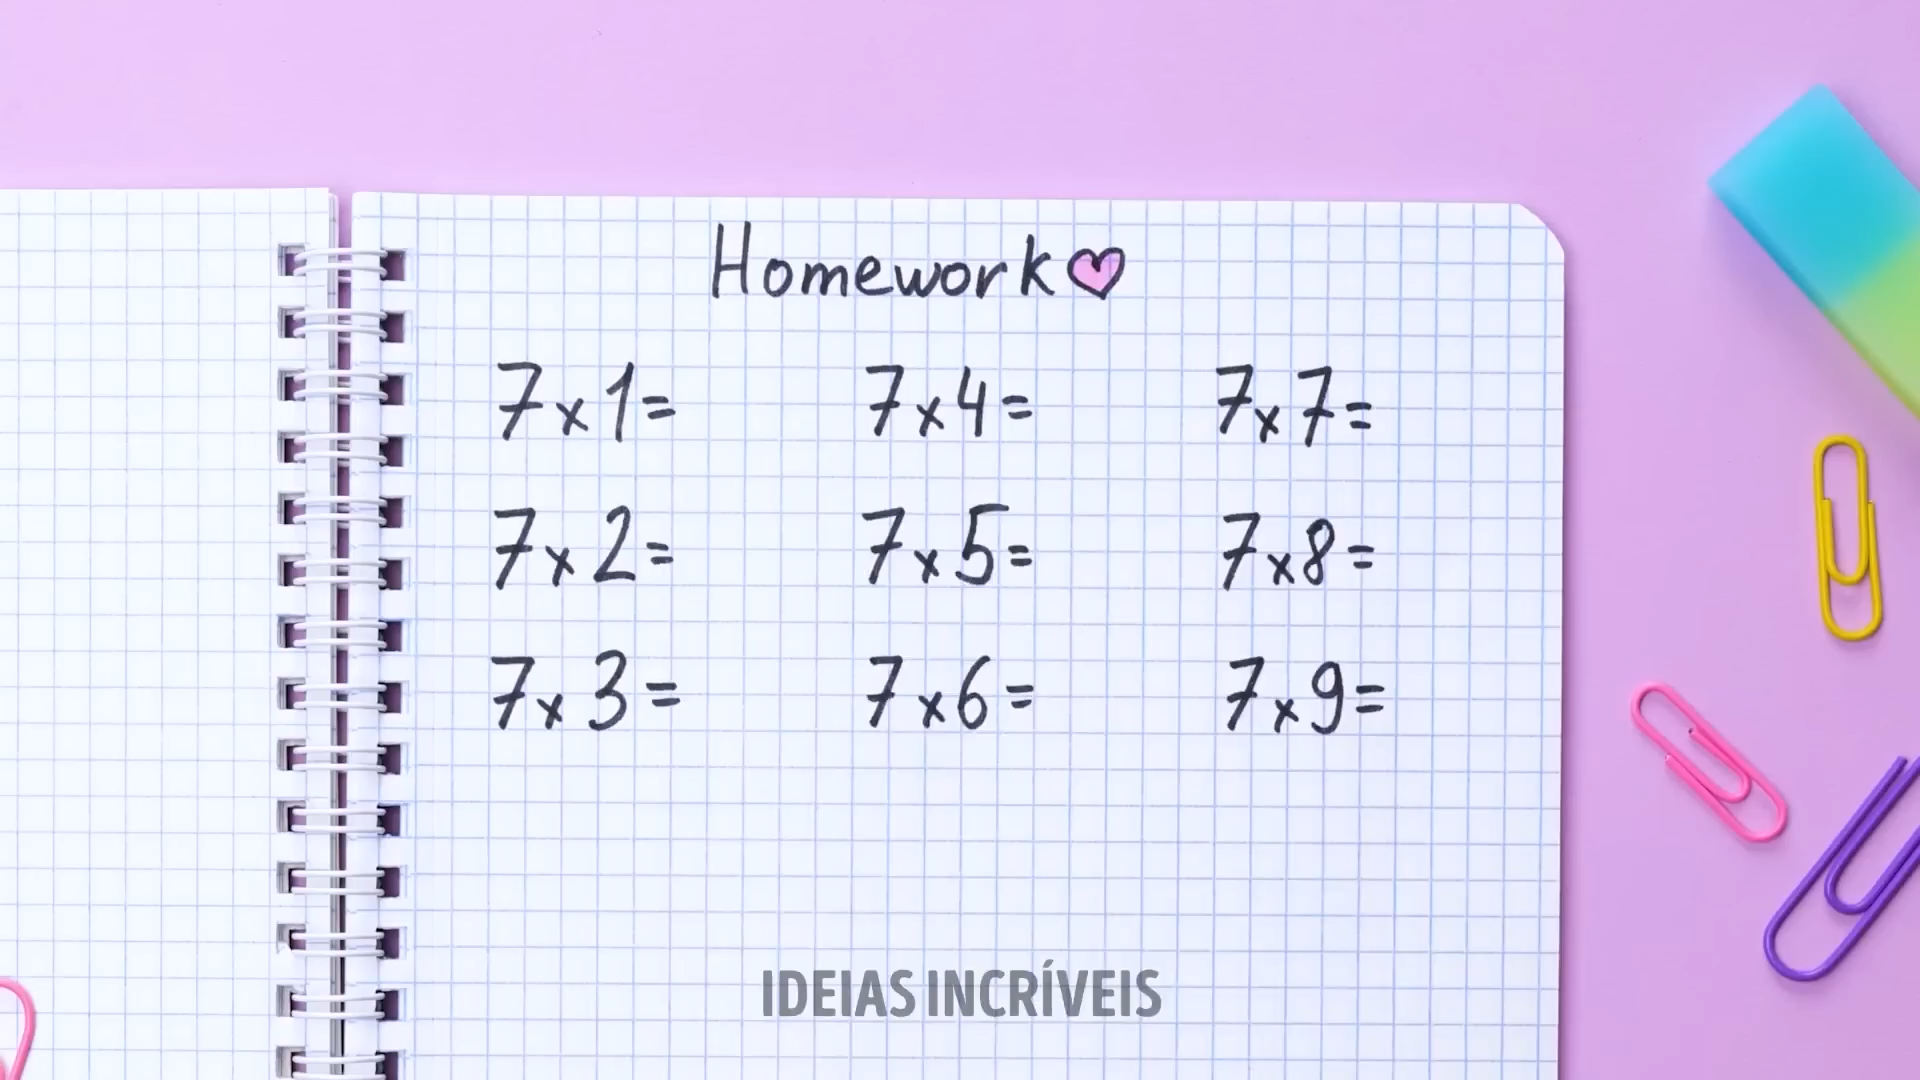 Homework
7x1= 7x4= 7x7=
7x2= 7x5= 7x8=
7x3= 7x6= 7x9=
IDEIAS INCRÍVEIS